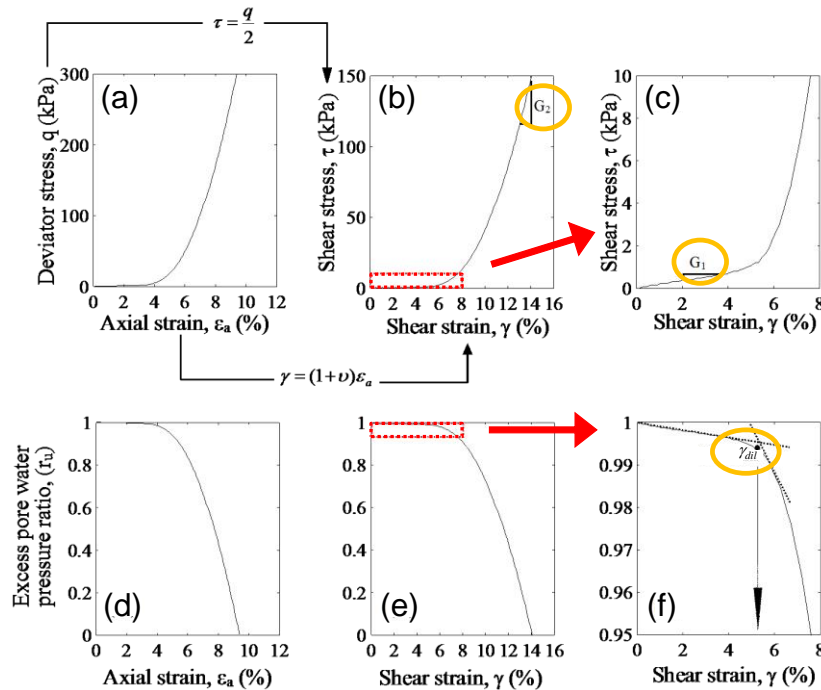 τ = q/2
(a)
Deviator stress, q (kPa)
300
200
100
0
0 2 4 6 8 10 12
Axial strain, εa (%)
(b)
Shear stress, τ (kPa)
150
100
50
0
G2
0 2 4 6 8 10 12 14 16
Shear strain, γ (%)
(c)
Shear stress, τ (kPa)
10
8
6
4
2
0
G1
0 2 4 6 8
Shear strain, γ (%)
γ = (1+υ)εa
(d)
Excess pore water
pressure ratio, (ru)
1
0.8
0.6
0.4
0.2
0
0 2 4 6 8 10 12
Axial strain, εa (%)
(e)
1
0.8
0.6
0.4
0.2
0
0 2 4 6 8 10 12 14 16
Shear strain, γ (%)
(f)
1
0.99
0.98
0.97
0.96
0.95
γdil
0 2 4 6 8
Shear strain, γ (%)